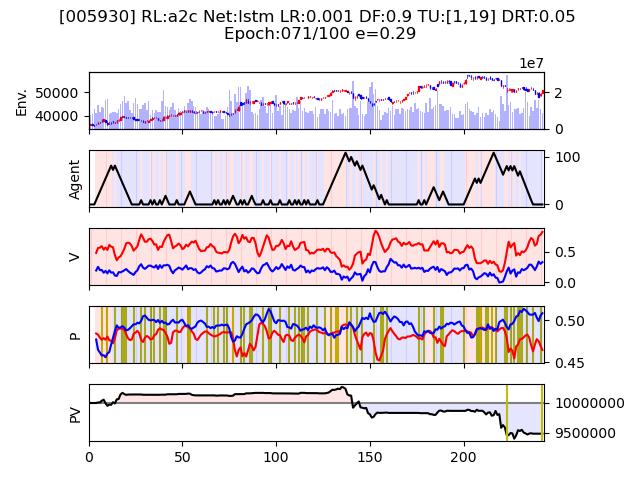 [005930] RL:a2c Net:lstm LR:0.001 DF:0.9 TU:[1,19] DRT:0.05
Epoch:071/100 e=0.29
1e7
Env.
50000
40000
2
0
Agent
100
0
V
0.5
0.0
P
0.50
0.45
PV
10000000
9500000
0 50 100 150 200